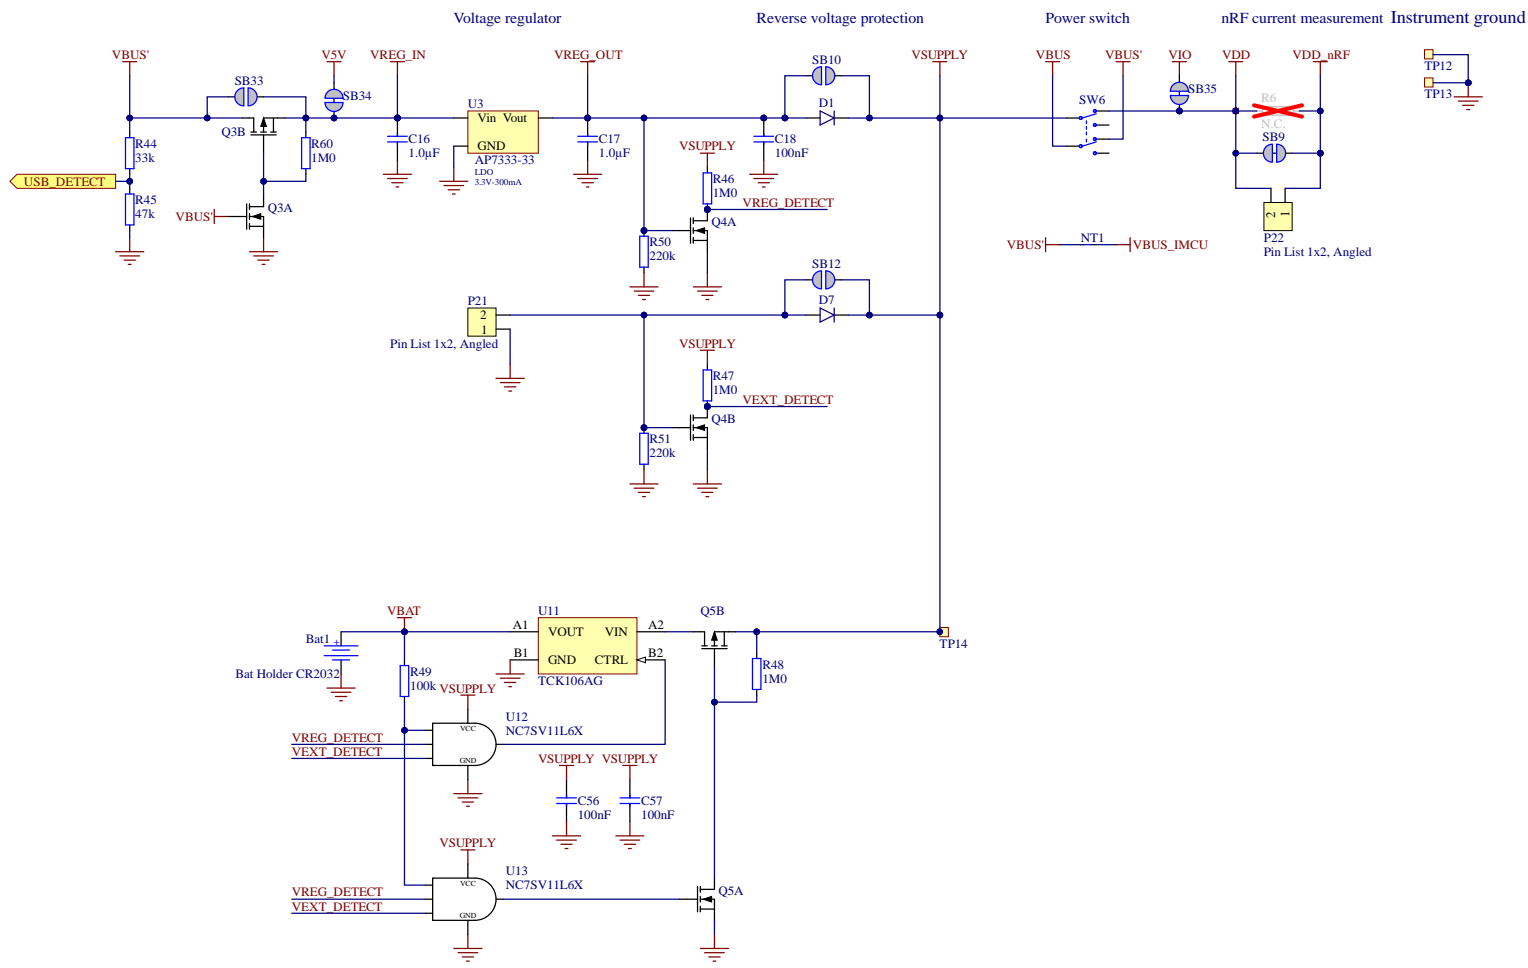 Voltage regulator
Reverse voltage protection
Power switch
nRF current measurement
Instrument ground
VBUS'
V5V
VREG_IN
VREG_OUT
VSUPPLY
VBUS
VBUS'
VIO
VDD
VDD_nRF
SB33
SB34
SB10
SB35
TP12
TP13
Q3B
R60
1M0
R44
33k
USB_DETECT
R45
47k
VBUS'
Q3A
C16
1.0µF
U3
Vin Vout
GND
AP7333-33
LDO
3.3V-300mA
C17
1.0µF
D1
C18
100nF
SW6
R6
N.C.
SB9
VSUPPLY
R46
1M0
VREG_DETECT
Q4A
R50
220k
2
1
P22
Pin List 1x2, Angled
VBUS'
NT1
VBUS_IMCU
SB12
D7
P21
2
1
Pin List 1x2, Angled
VSUPPLY
R47
1M0
VEXT_DETECT
Q4B
R51
220k
VBAT
Bat1
+
Bat Holder CR2032
R49
100k
U11
A1
VOUT
VIN
A2
B1
GND
CTRL
B2
TCK106AG
Q5B
R48
1M0
TP14
VSUPPLY
U12
NC7SV11L6X
VCC
GND
VREG_DETECT
VEXT_DETECT
VSUPPLY
VSUPPLY
C56
100nF
C57
100nF
VSUPPLY
U13
NC7SV11L6X
VCC
GND
VREG_DETECT
VEXT_DETECT
Q5A